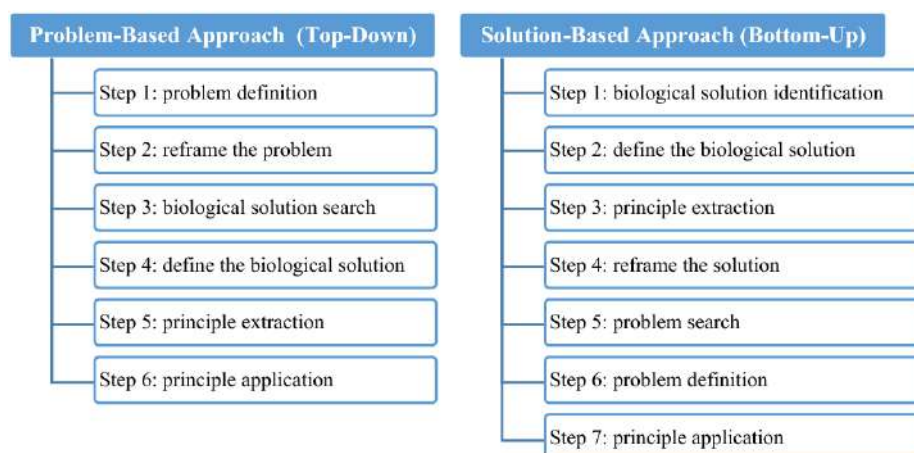 Problem-Based Approach (Top-Down)
Step 1: problem definition
Step 2: reframe the problem
Step 3: biological solution search
Step 4: define the biological solution
Step 5: principle extraction
Step 6: principle application
Solution-Based Approach (Bottom-Up)
Step 1: biological solution identification
Step 2: define the biological solution
Step 3: principle extraction
Step 4: reframe the solution
Step 5: problem search
Step 6: problem definition
Step 7: principle application